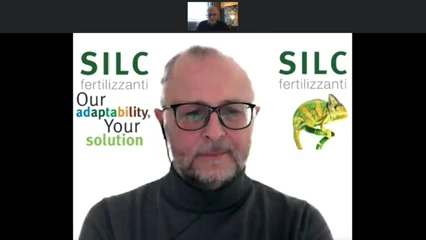 SILC
fertilizzanti
Our
adaptability,
Your
solution
SILC
fertilizzanti